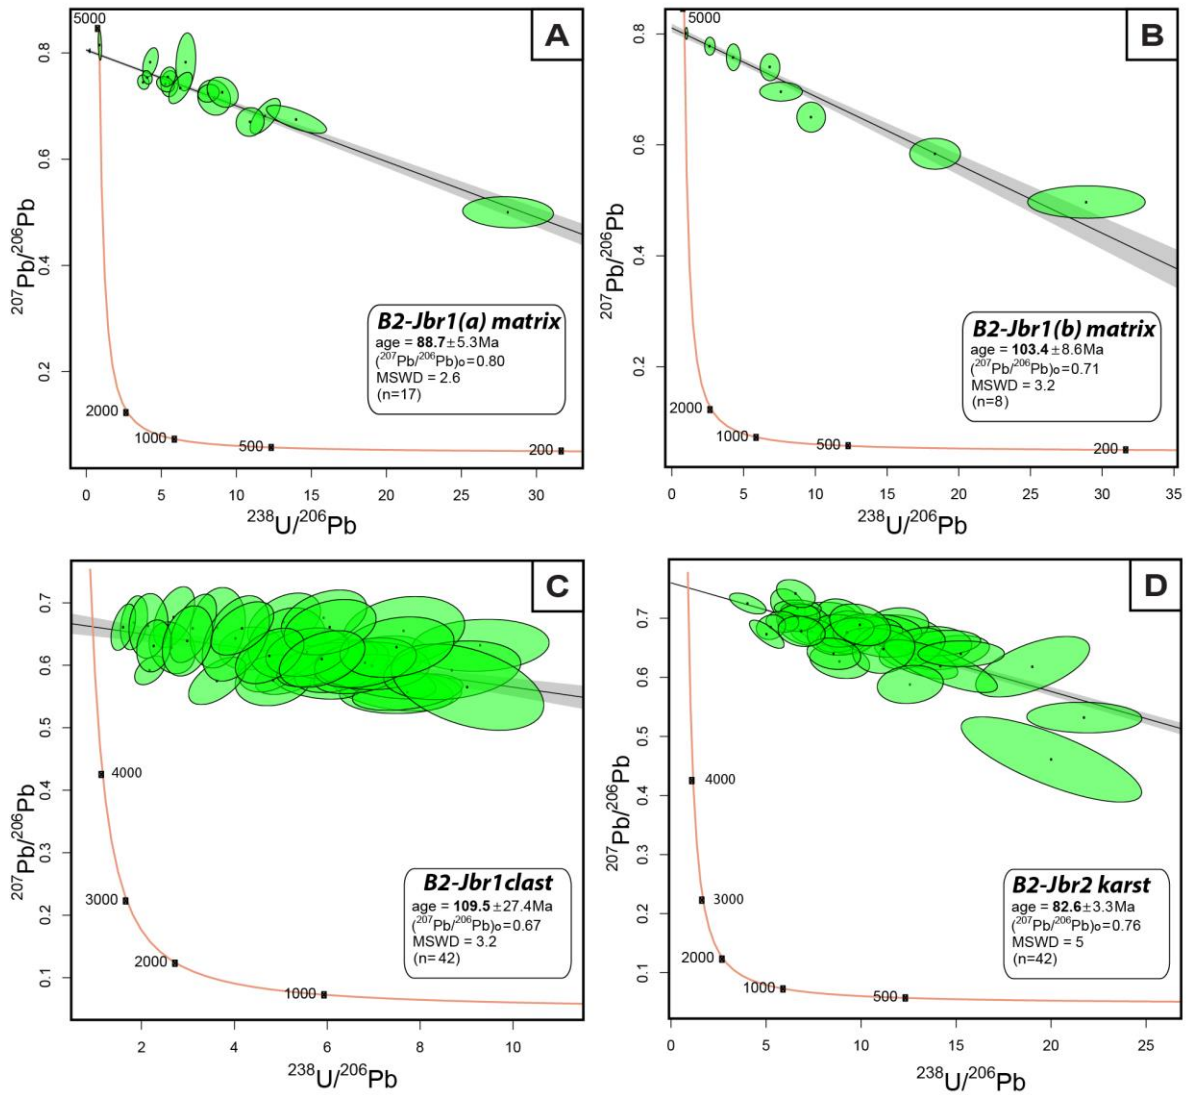 A
5000
0.8
0.6
0.4
0.2
2000
1000
500
200
207Pb/206Pb
B2-Jbr1(a) matrix
age = 88.7±5.3Ma
(207Pb/206Pb)o=0.80
MSWD = 2.6
(n=17)
0 5 10 15 20 25 30
238U/206Pb
B
5000
0.8
0.6
0.4
0.2
2000
1000
500
200
207Pb/206Pb
B2-Jbr1(b) matrix
age = 103.4±8.6Ma
(207Pb/206Pb)o=0.71
MSWD = 3.2
(n=8)
0 5 10 15 20 25 30 35
238U/206Pb
C
0.7
0.6
0.5
0.4
0.3
0.2
0.1
4000
3000
2000
1000
207Pb/206Pb
B2-Jbr1clast
age = 109.5±27.4Ma
(207Pb/206Pb)o=0.67
MSWD = 3.2
(n=42)
2 4 6 8 10
238U/206Pb
D
0.7
0.6
0.5
0.4
0.3
0.2
0.1
4000
3000
2000
1000
500
207Pb/206Pb
B2-Jbr2 karst
age = 82.6±3.3Ma
(207Pb/206Pb)o=0.76
MSWD = 5
(n=42)
0 5 10 15 20 25
238U/206Pb